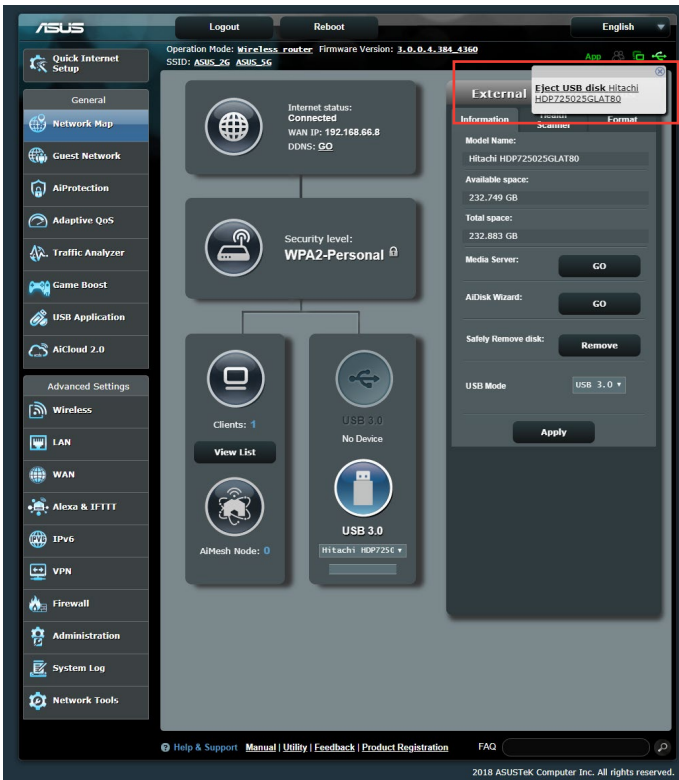 ASUS
Logout
Reboot
English
Quick Internet
Setup
Operation Mode: Wireless router Firmware Version: 3.0.0.4.384_4360
SSID: ASUS_2G ASUS_5G
App
General
Network Map
Guest Network
AiProtection
Adaptive QoS
Traffic Analyzer
Game Boost
USB Application
AiCloud 2.0
Advanced Settings
Wireless
LAN
WAN
Alexa & IFTTT
IPv6
VPN
Firewall
Administration
System Log
Network Tools
Internet status:
Connected
WAN IP: 192.168.66.8
DDNS: GO
Security level:
WPA2-Personal
Clients: 1
View List
AiMesh Node: 0
USB 3.0
No Device
USB 3.0
Hitachi HDP725(
External
Eject USB disk Hitachi
HDP725025GLAT80
Information
Health
Scanner
Format
Model Name:
Hitachi HDP725025GLAT80
Available space:
232.749 GB
Total space:
232.883 GB
Media Server:
GO
AiDisk Wizard:
GO
Safely Remove disk:
Remove
USB Mode
USB 3.0
Apply
Help & Support Manual | Utility | Feedback | Product Registration
FAQ
2018 ASUSTeK Computer Inc. All rights reserved.